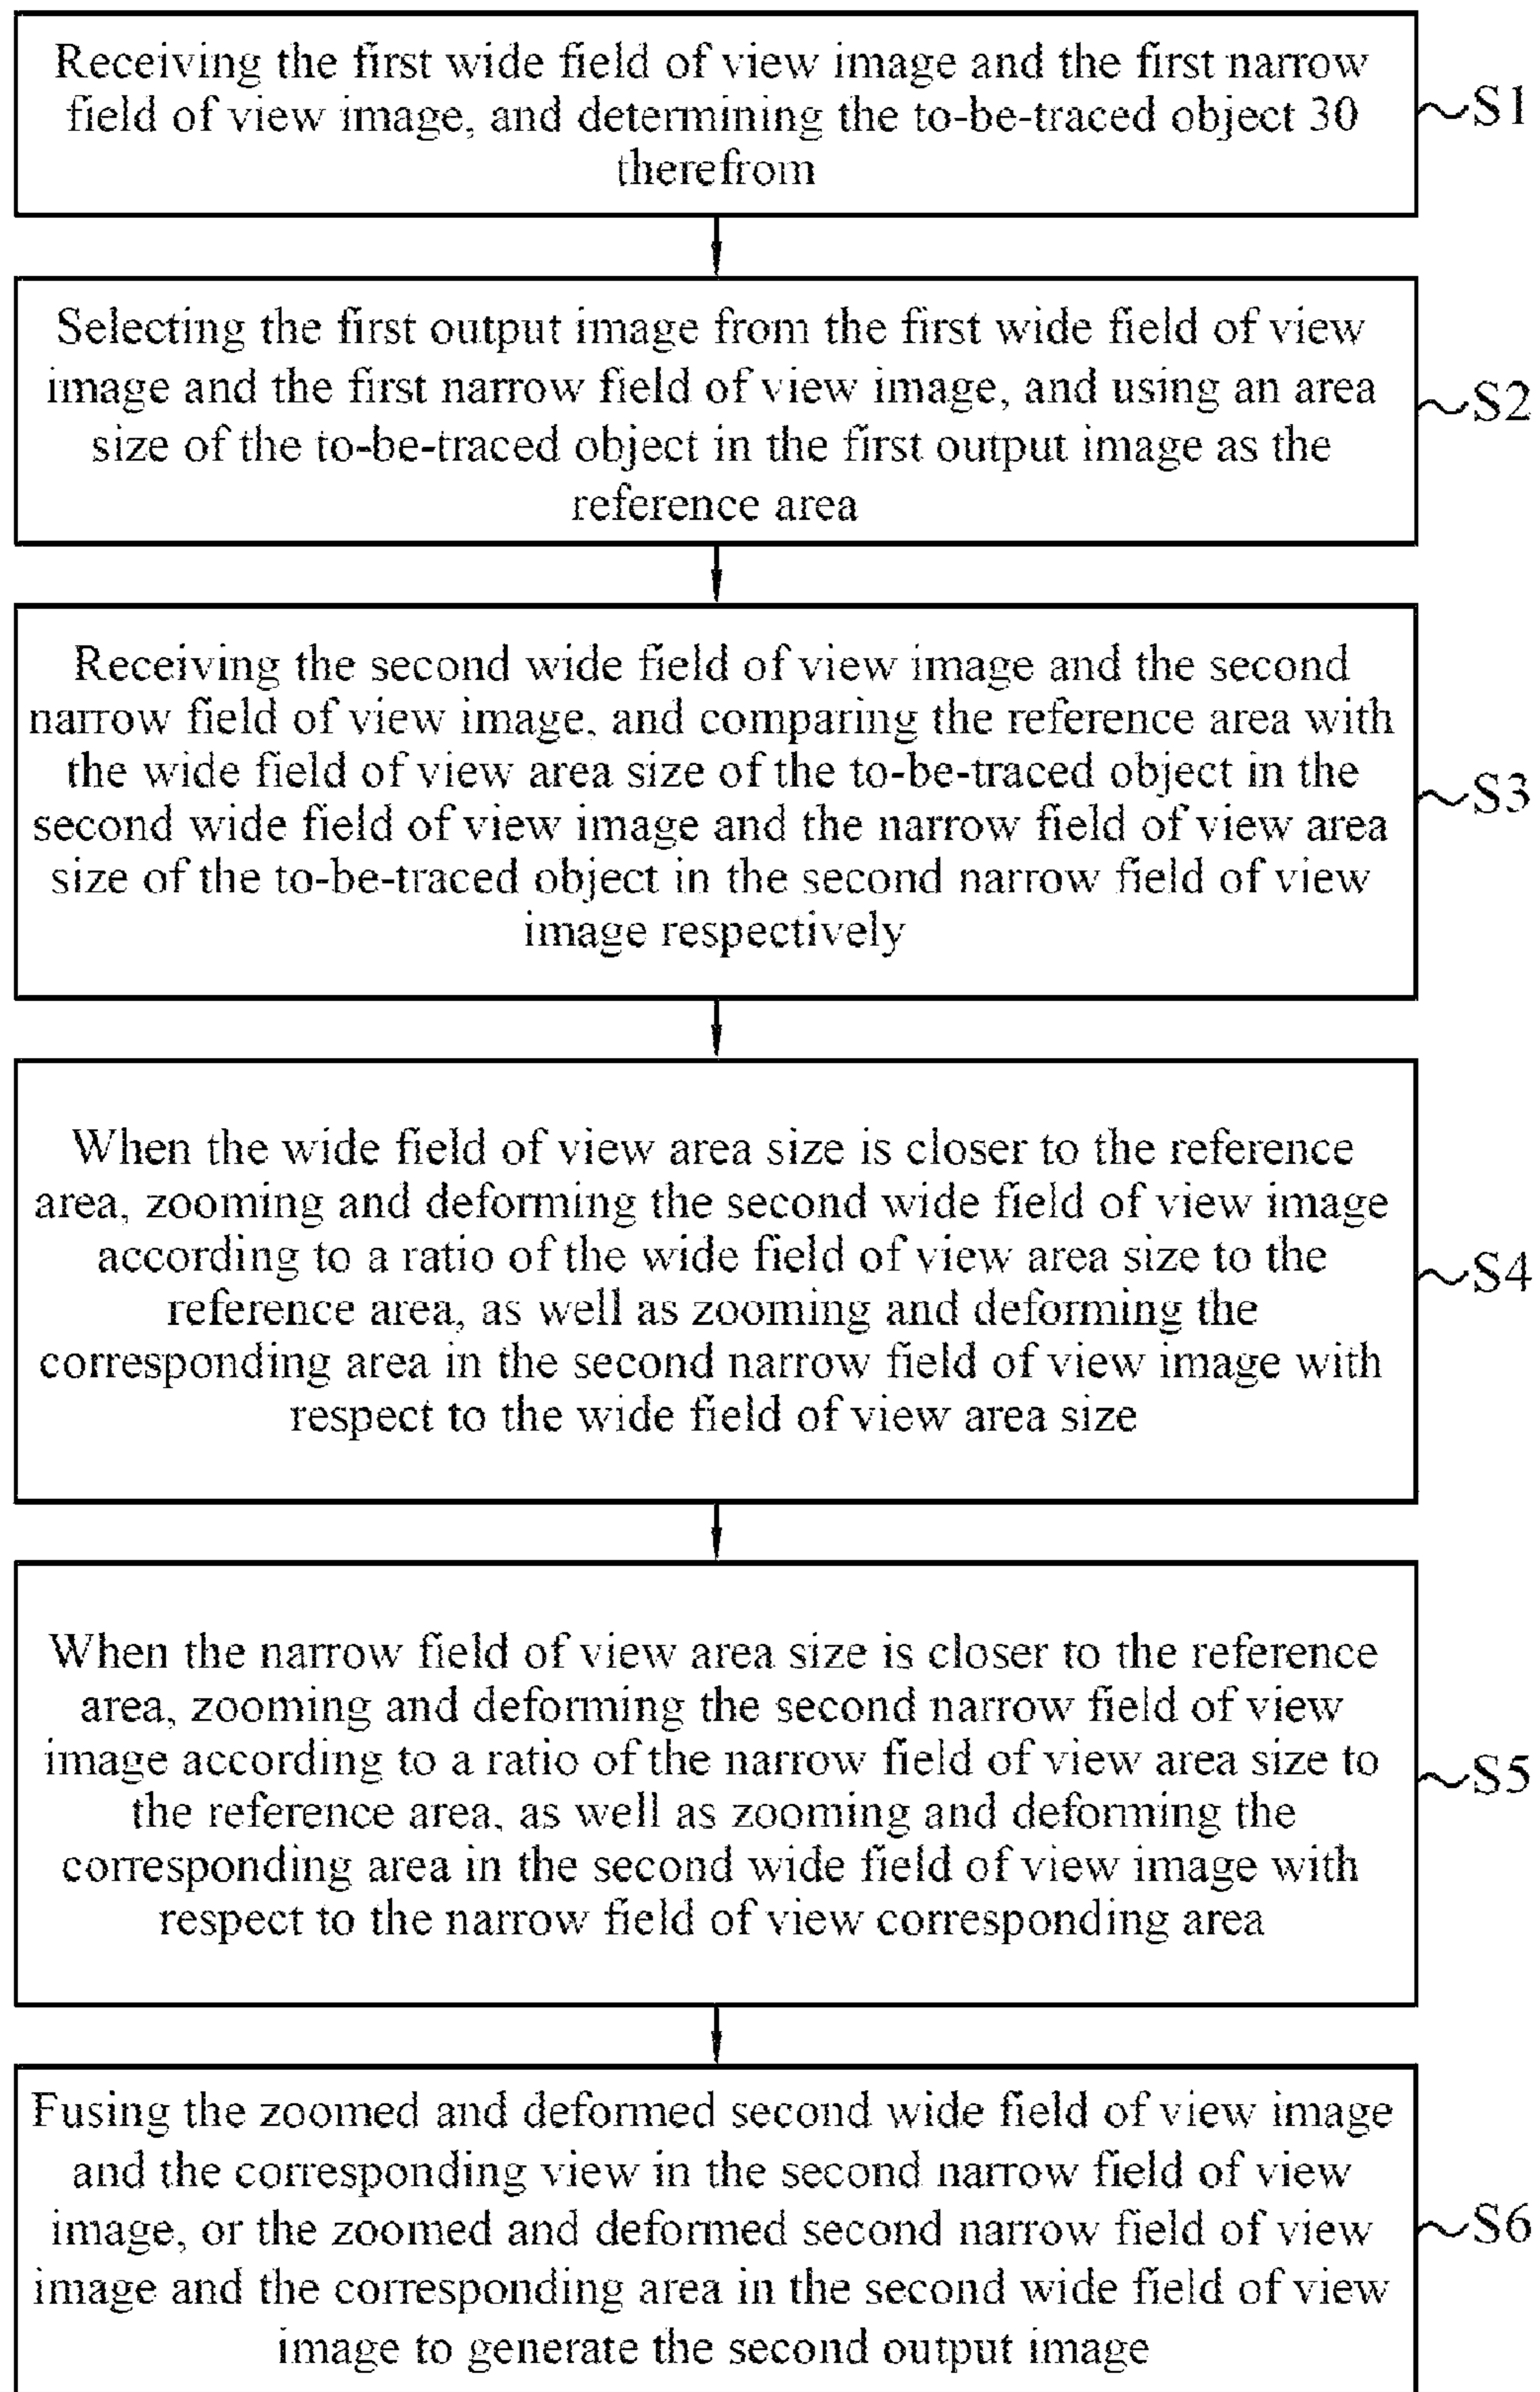 Receiving the first wide field of view image and the first narrow
field of view image, and determining the to-be-traced object 30
therefrom
S1
Selecting the first output image from the first wide field of view
image and the first narrow field of view image, and using an area
size of the to-be-traced object in the first output image as the
reference area
S2
Receiving the second wide field of view image and the second
narrow field of view image, and comparing the reference area with
the wide field of view area size of the to-be-traced object in the
second wide field of view image and the narrow field of view area
size of the to-be-traced object in the second narrow field of view
image respectively
S3
When the wide field of view area size is closer to the reference
area, zooming and deforming the second wide field of view image
according to a ratio of the wide field of view area size to the
reference area, as well as zooming and deforming the
corresponding area in the second narrow field of view image with
respect to the wide field of view area size
S4
When the narrow field of view area size is closer to the reference
area, zooming and deforming the second narrow field of view
image according to a ratio of the narrow field of view area size to
the reference area, as well as zooming and deforming the
corresponding area in the second wide field of view image with
respect to the narrow field of view corresponding area
S5
Fusing the zoomed and deformed second wide field of view image
and the corresponding view in the second narrow field of view
image, or the zoomed and deformed second narrow field of view
image and the corresponding area in the second wide field of view
image to generate the second output image
S6